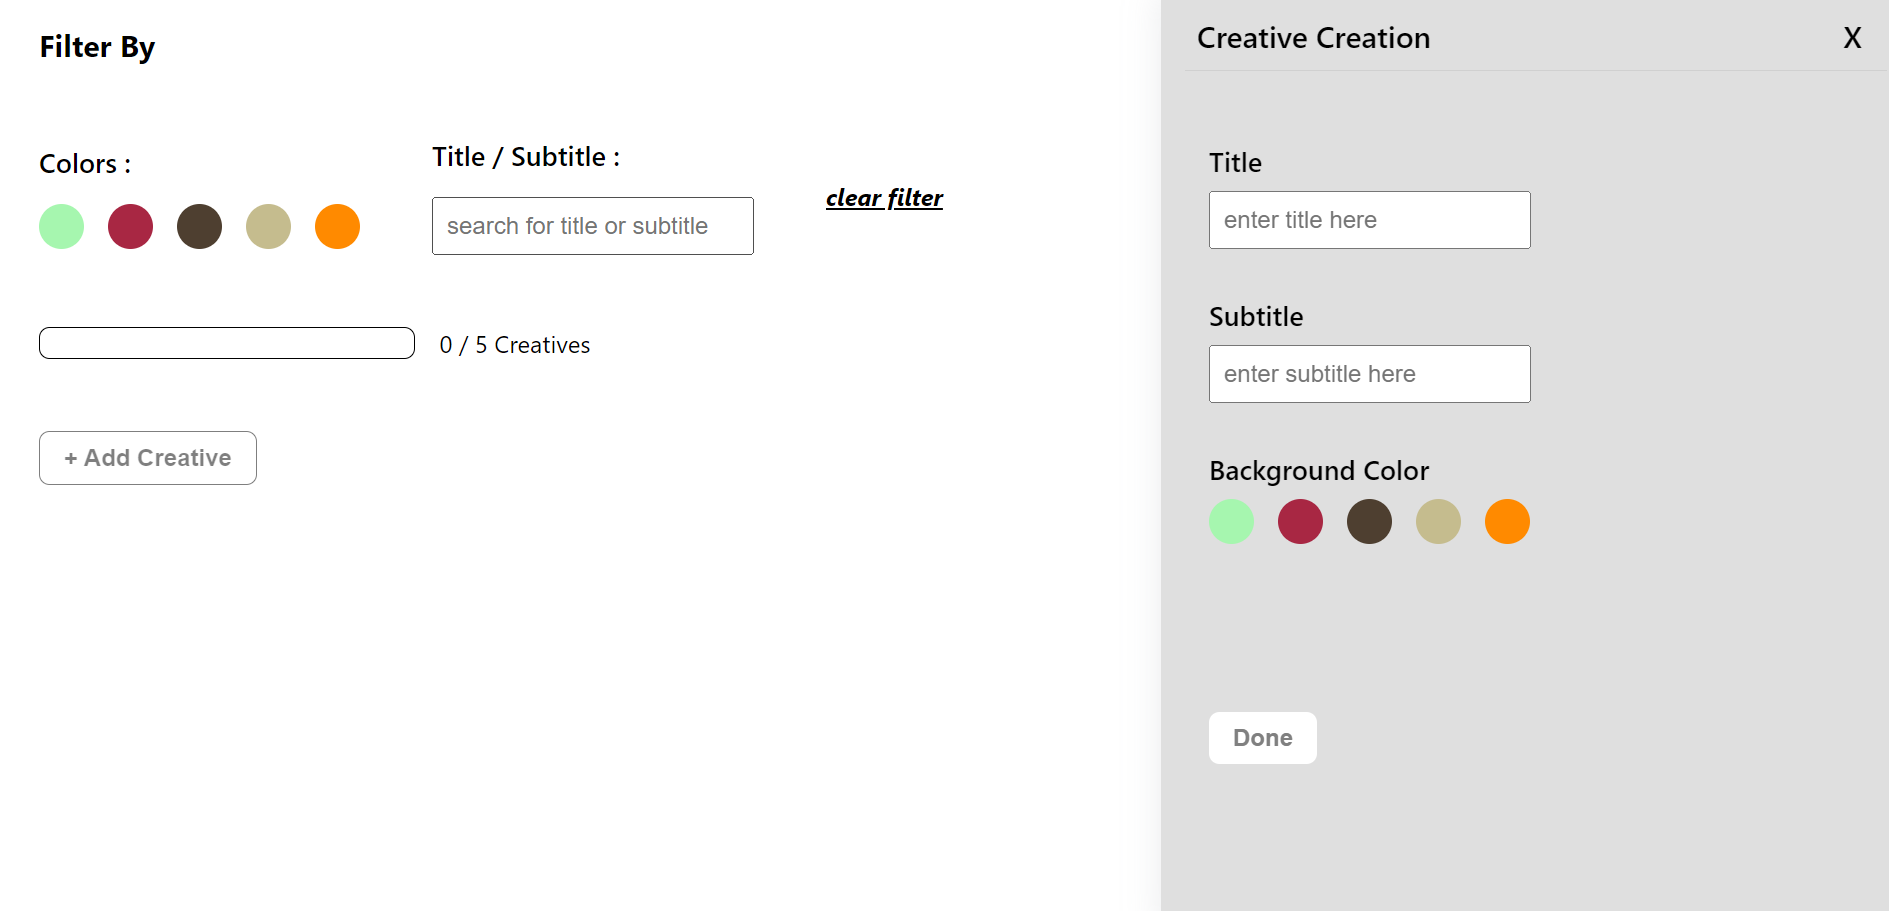 Filter By
Colors :
Title / Subtitle :
search for title or subtitle
clear filter
0 / 5 Creatives
+ Add Creative
Creative Creation
X
Title
enter title here
Subtitle
enter subtitle here
Background Color
Done